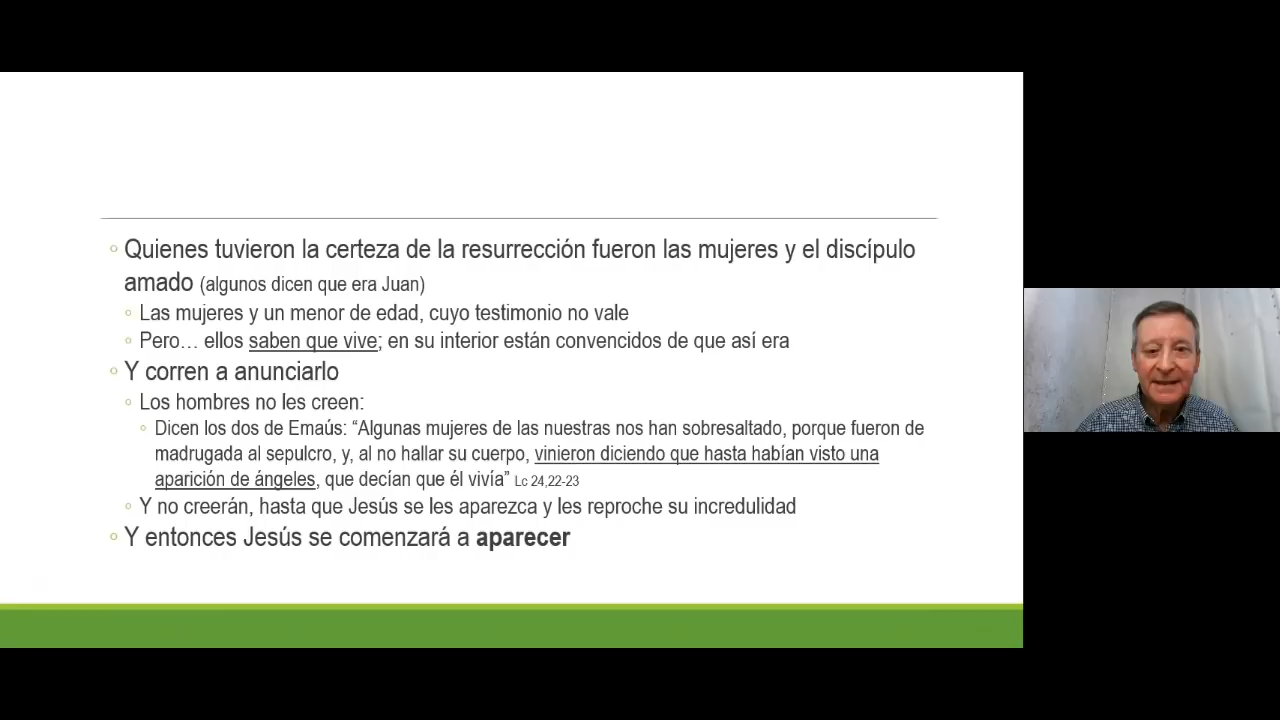 Quienes tuvieron la certeza de la resurrección fueron las mujeres y el discípulo
amado (algunos dicen que era Juan)
Las mujeres y un menor de edad, cuyo testimonio no vale
Pero… ellos saben que vive; en su interior están convencidos de que así era
Y corren a anunciarlo
Los hombres no les creen:
Dicen los dos de Emaús: “Algunas mujeres de las nuestras nos han sobresaltado, porque fueron de
madrugada al sepulcro, y, al no hallar su cuerpo, vinieron diciendo que hasta habían visto una
aparición de ángeles, que decían que él vivía” Lc 24,22-23
Y no creerán, hasta que Jesús se les aparezca y les reproche su incredulidad
Y entonces Jesús se comenzará a aparecer